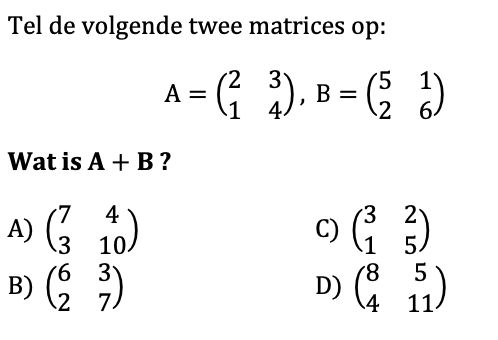 Tel de volgende twee matrices op:
A = (2 3
1 4), B = (5 1
2 6)
Wat is A + B ?
A) (7 4
3 10)
B) (6 3
2 7)
C) (3 2
1 5)
D) (8 5
4 11)